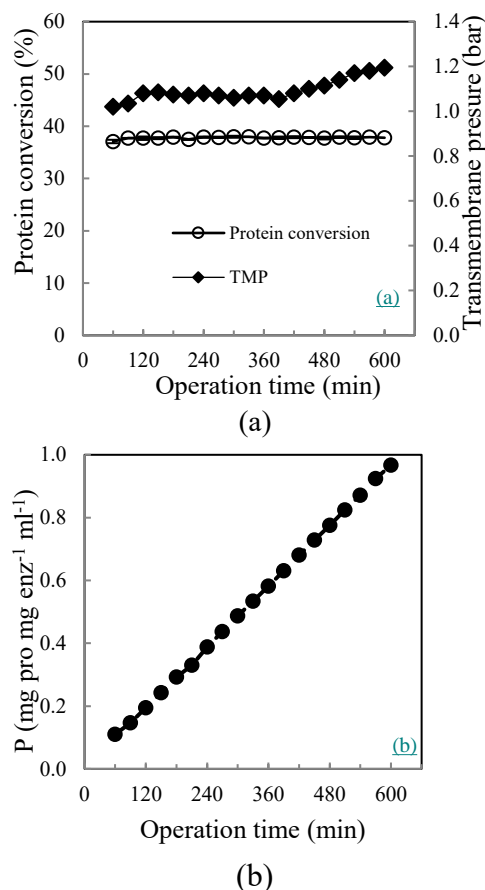 (a)
60
50
40
30
20
10
0
Protein conversion (%)
1.4
1.2
1.0
0.8
0.6
0.4
0.2
0.0
Transmembrane presure (bar)
Protein conversion
TMP
(a)
0 120 240 360 480 600
Operation time (min)
(a)
1.0
0.8
0.6
0.4
0.2
0.0
P (mg pro mg enz⁻¹ ml⁻¹)
(b)
0 120 240 360 480 600
Operation time (min)
(b)